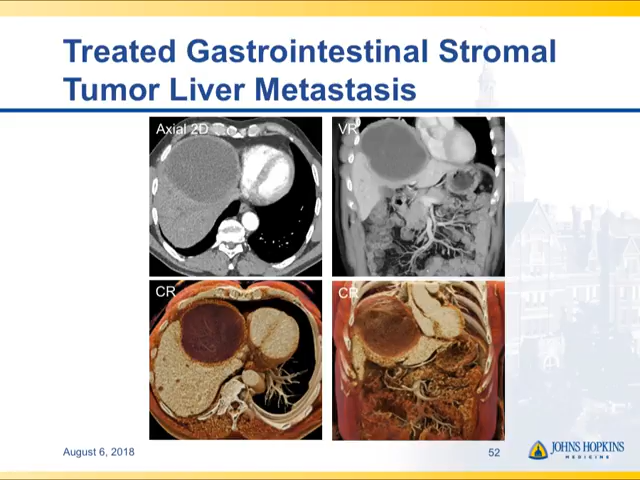 Treated Gastrointestinal Stromal
Tumor Liver Metastasis
Axial 2D
VR
CR
CR
August 6, 2018
52
JOHNS HOPKINS
MEDICINE